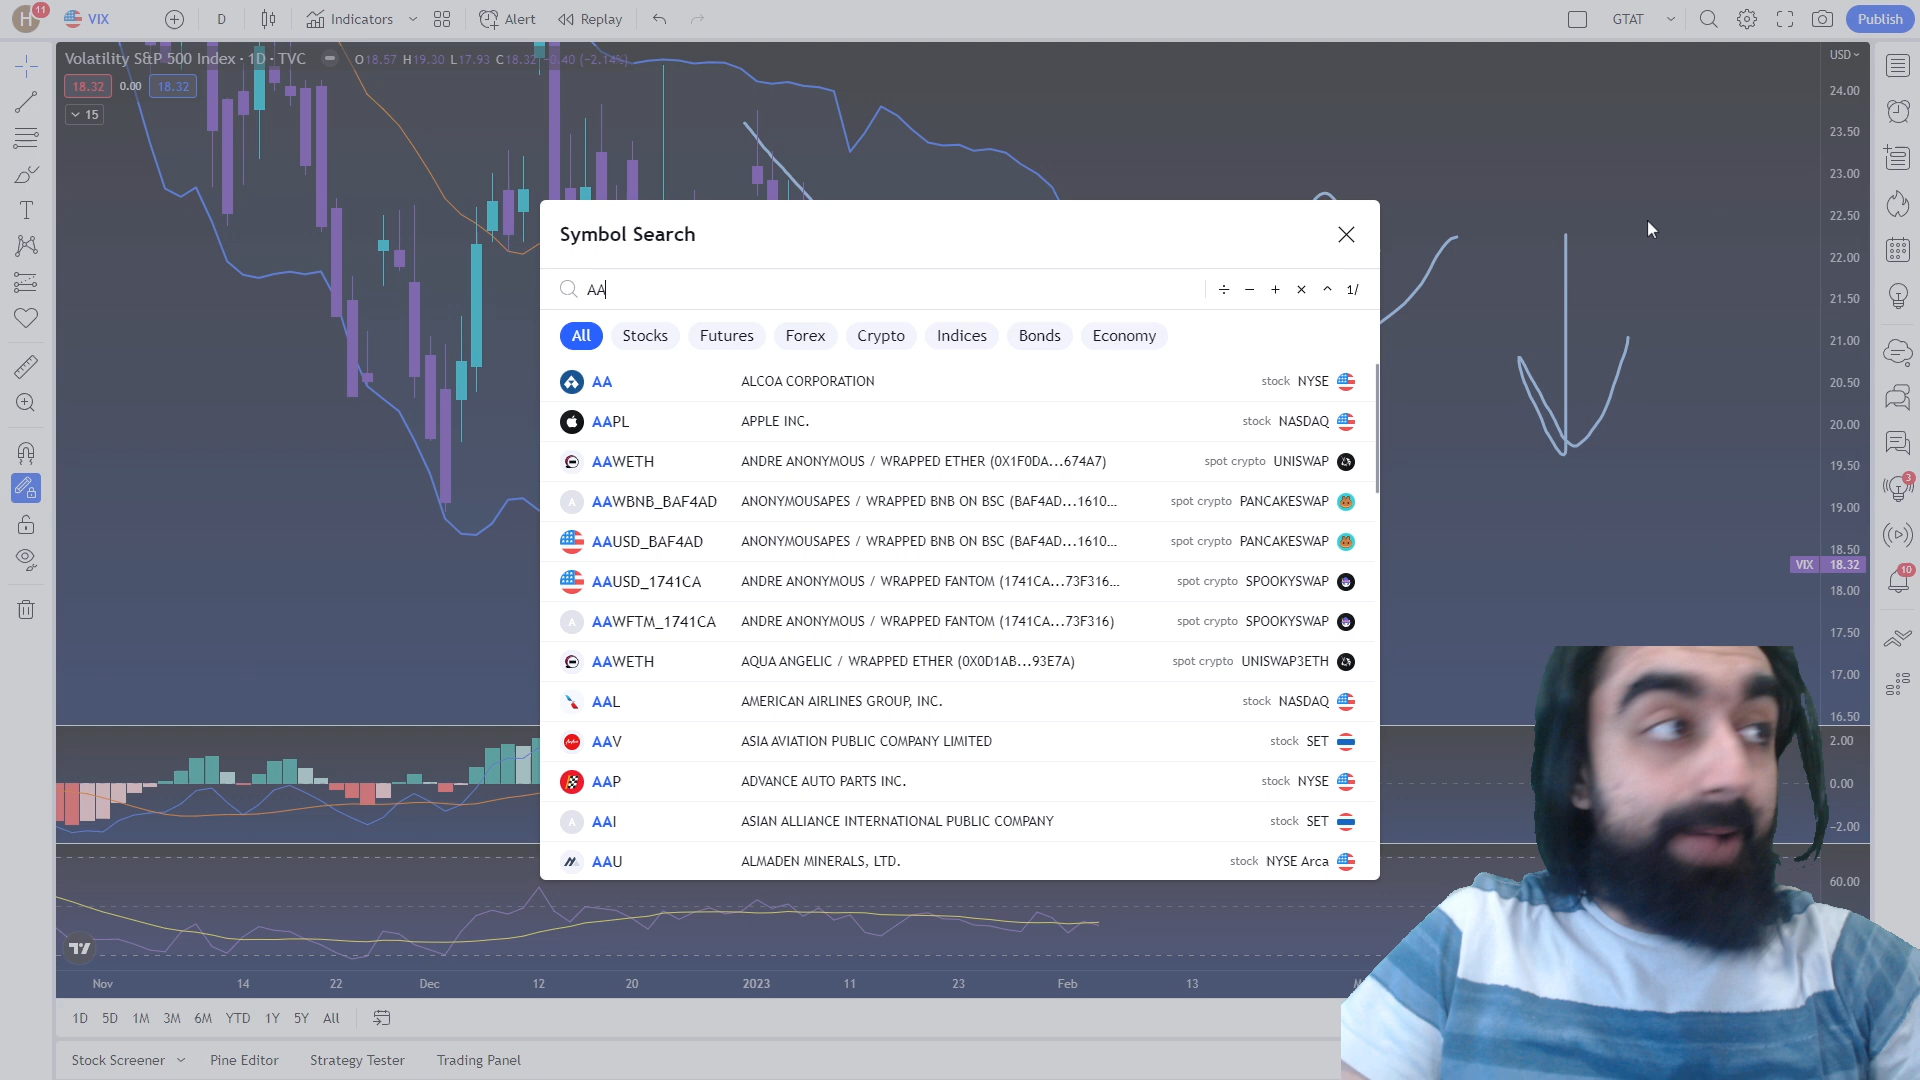 H 11 VIX D Indicators Alert Replay GTAT Publish
Volatility S&P 500 Index · 1D · TVC O18.57 H19.30 L17.93 C18.32 -0.40 (-2.14%)
18.32 0.00 18.32
15
USD
24.00
23.50
23.00
22.50
22.00
21.50
21.00
20.50
20.00
19.50
19.00
18.50
VIX 18.32
18.00
17.50
17.00
16.50
2.00
0.00
-2.00
60.00
3
10
Symbol Search
AA ÷ − + × ^ 1/
All Stocks Futures Forex Crypto Indices Bonds Economy
AA ALCOA CORPORATION stock NYSE
AAPL APPLE INC. stock NASDAQ
AAWETH ANDRE ANONYMOUS / WRAPPED ETHER (0X1F0DA...674A7) spot crypto UNISWAP
A AAWBNB_BAF4AD ANONYMOUSAPES / WRAPPED BNB ON BSC (BAF4AD...1610... spot crypto PANCAKESWAP
AAUSD_BAF4AD ANONYMOUSAPES / WRAPPED BNB ON BSC (BAF4AD...1610... spot crypto PANCAKESWAP
AAUSD_1741CA ANDRE ANONYMOUS / WRAPPED FANTOM (1741CA...73F316... spot crypto SPOOKYSWAP
A AAWFTM_1741CA ANDRE ANONYMOUS / WRAPPED FANTOM (1741CA...73F316) spot crypto SPOOKYSWAP
AAWETH AQUA ANGELIC / WRAPPED ETHER (0X0D1AB...93E7A) spot crypto UNISWAP3ETH
AAL AMERICAN AIRLINES GROUP, INC. stock NASDAQ
AAV ASIA AVIATION PUBLIC COMPANY LIMITED stock SET
AAP ADVANCE AUTO PARTS INC. stock NYSE
A AAI ASIAN ALLIANCE INTERNATIONAL PUBLIC COMPANY stock SET
AAU ALMADEN MINERALS, LTD. stock NYSE Arca
Nov 14 22 Dec 12 20 2023 11 23 Feb 13
1D 5D 1M 3M 6M YTD 1Y 5Y All
Stock Screener Pine Editor Strategy Tester Trading Panel